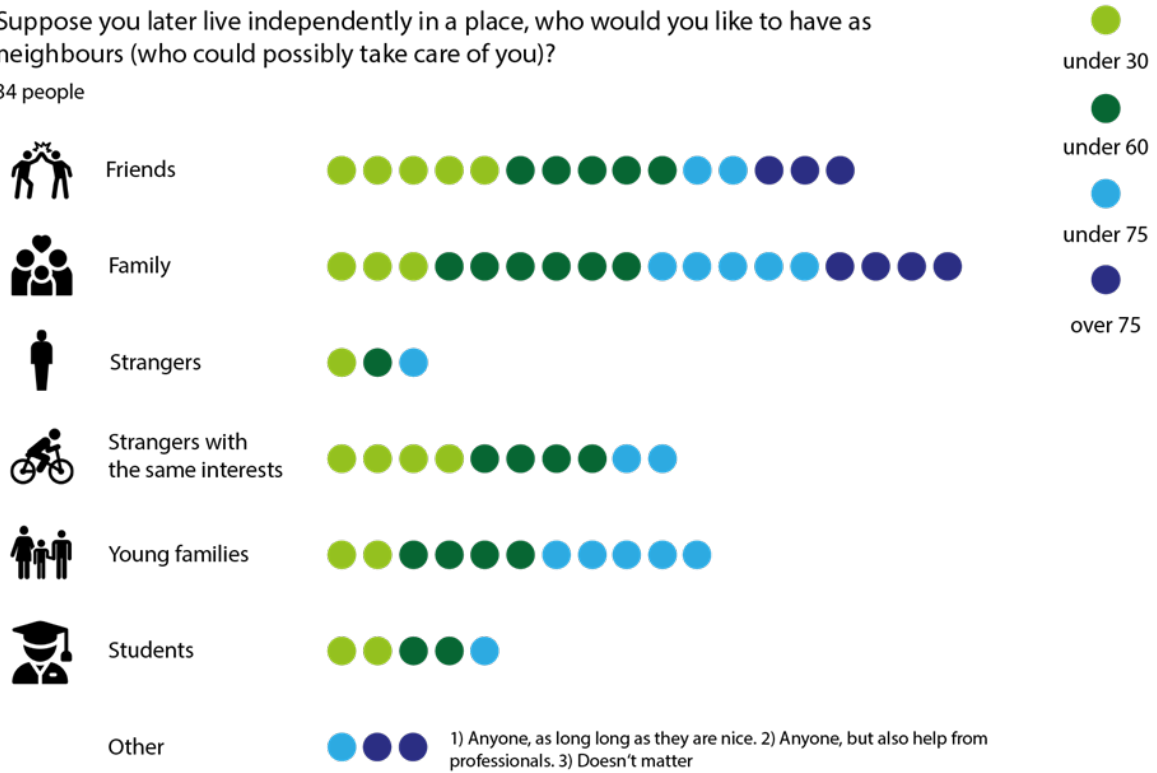 Suppose you later live independently in a place, who would you like to have as
neighbours (who could possibly take care of you)?
34 people
under 30
under 60
under 75
over 75
Friends
Family
Strangers
Strangers with
the same interests
Young families
Students
Other
1) Anyone, as long long as they are nice. 2) Anyone, but also help from
professionals. 3) Doesn't matter